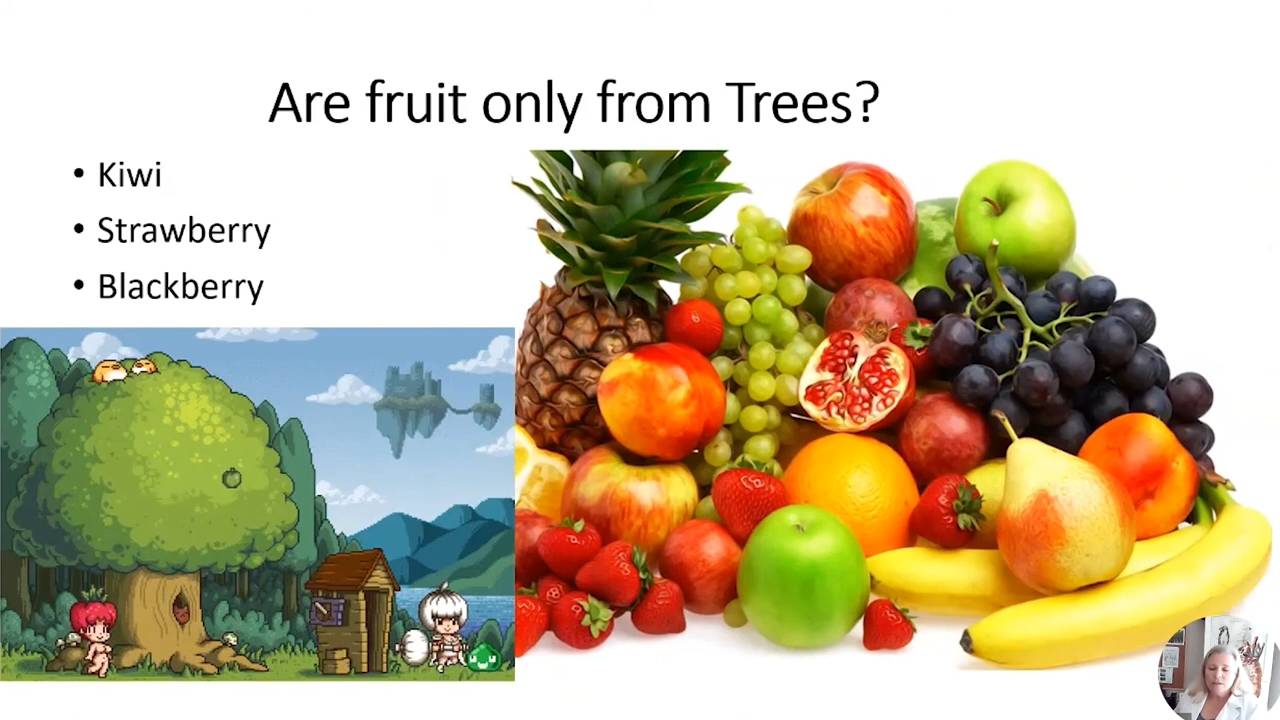 Are fruit only from Trees?
• Kiwi
• Strawberry
• Blackberry